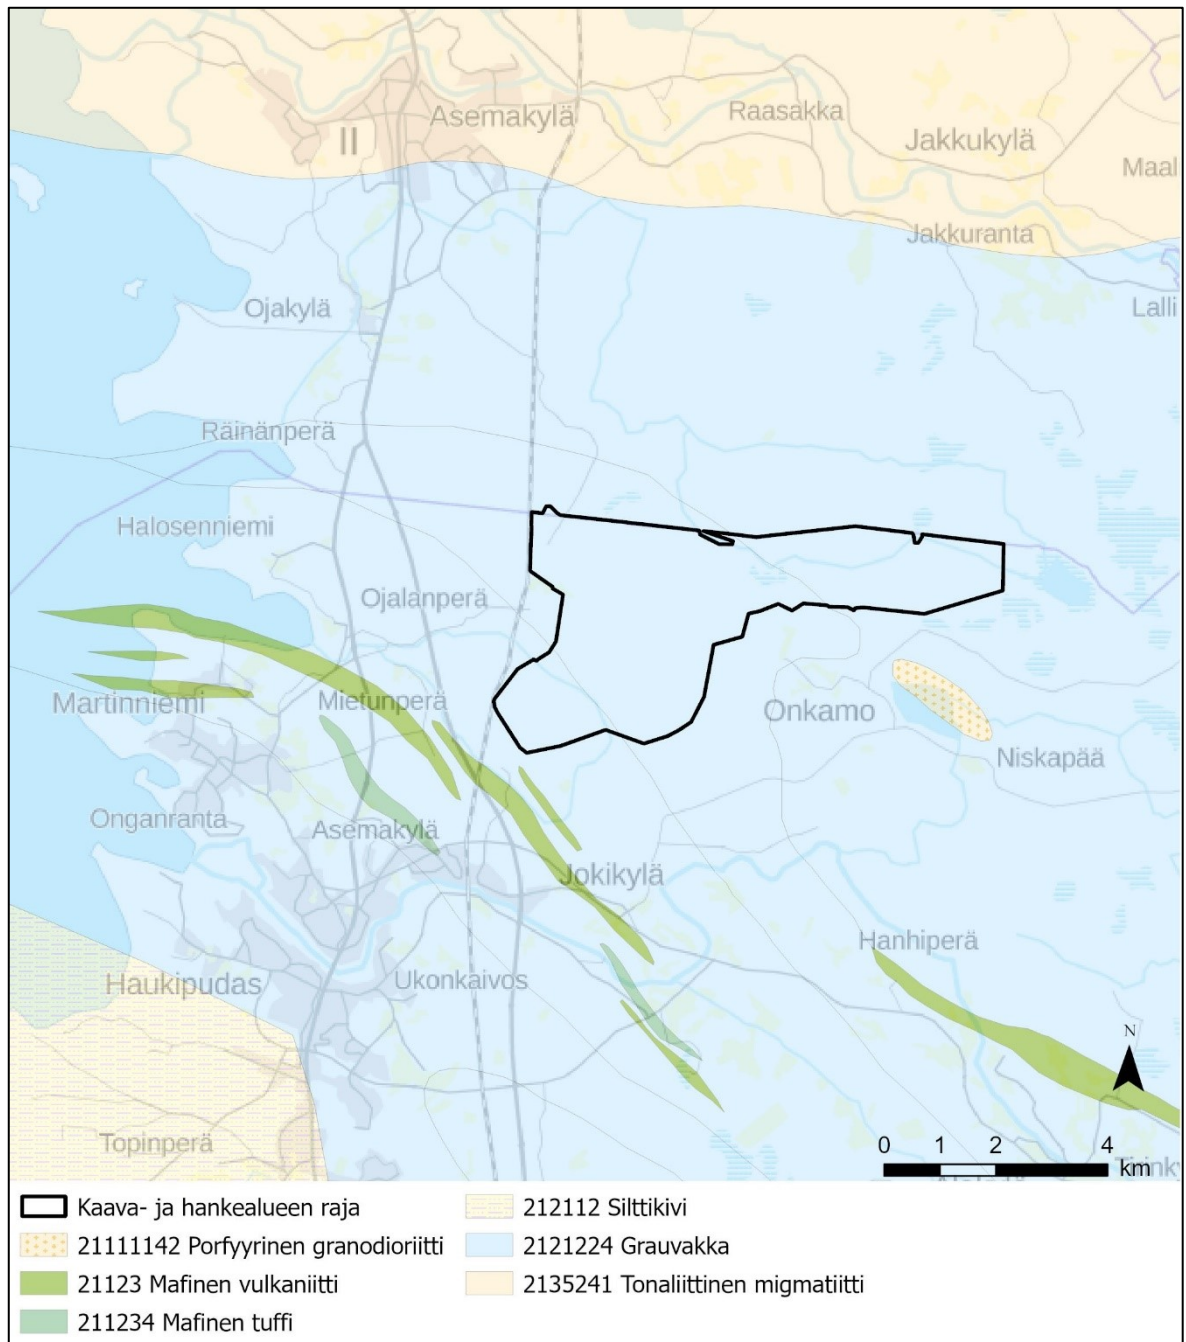 Asemakylä
Raasakka
II
Jakkukylä
Maal
Jakkuranta
Ojakylä
Lalli
Räinänperä
Halosenniemi
Ojalanperä
Martinniemi
Mietunperä
Onkamo
Niskapää
Onganranta
Asemakylä
Jokikylä
Hanhiperä
Haukipudas
Ukonkaivos
N
Topinperä
0 1 2 4
km
Kaava- ja hankealueen raja
21111142 Porfyyrinen granodioriitti
21123 Mafinen vulkaniitti
211234 Mafinen tuffi
212112 Silttikivi
2121224 Grauvakka
2135241 Tonaliittinen migmatiitti